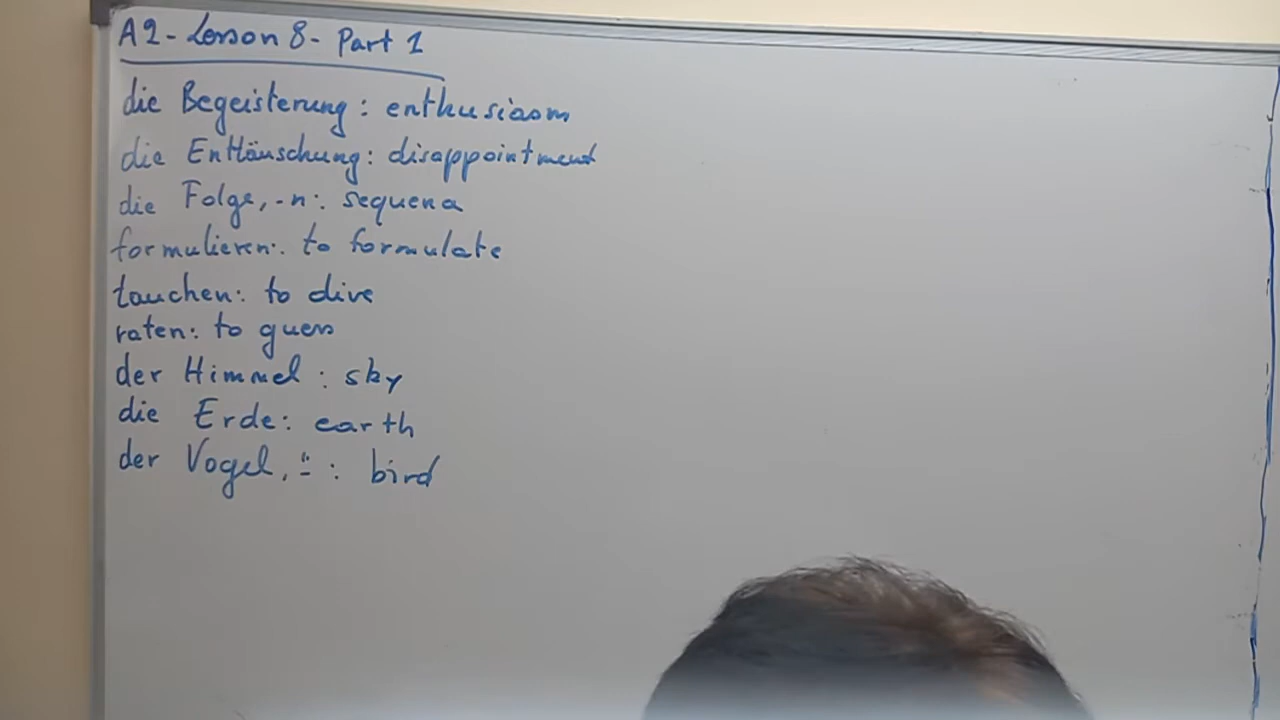 A2 - Lesson 8 - Part 1
die Begeisterung: enthusiasm
die Enttäuschung: disappointment
die Folge, -n: sequence
formulieren: to formulate
tauchen: to dive
raten: to guess
der Himmel: sky
die Erde: earth
der Vogel, ⸚: bird